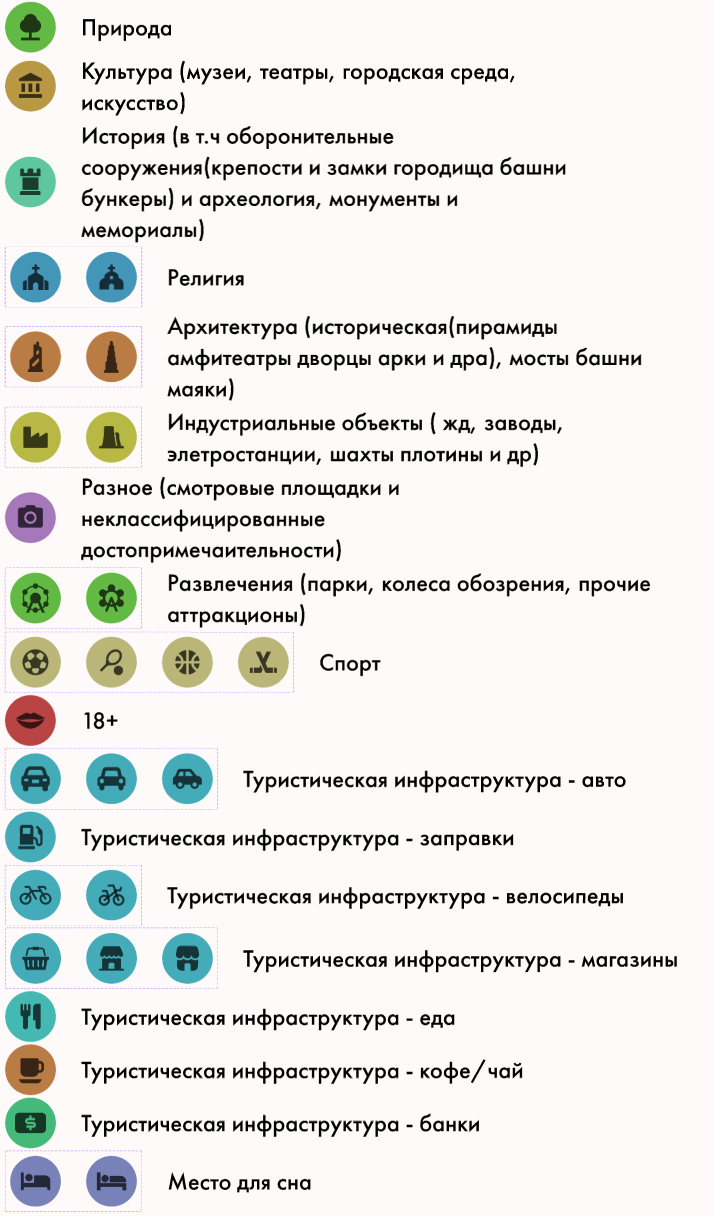 Природа
Культура (музеи, театры, городская среда,
искусство)
История (в т.ч оборонительные
сооружения(крепости и замки городища башни
бункеры) и археология, монументы и
мемориалы)
Религия
Архитектура (историческая(пирамиды
амфитеатры дворцы арки и дра), мосты башни
маяки)
Индустриальные объекты ( жд, заводы,
элетростанции, шахты плотины и др)
Разное (смотровые площадки и
неклассифицированные
достопримечаительности)
Развлечения (парки, колеса обозрения, прочие
аттракционы)
Спорт
18+
Туристическая инфраструктура - авто
Туристическая инфраструктура - заправки
Туристическая инфраструктура - велосипеды
Туристическая инфраструктура - магазины
Туристическая инфраструктура - еда
Туристическая инфраструктура - кофе/чай
$
Туристическая инфраструктура - банки
Место для сна